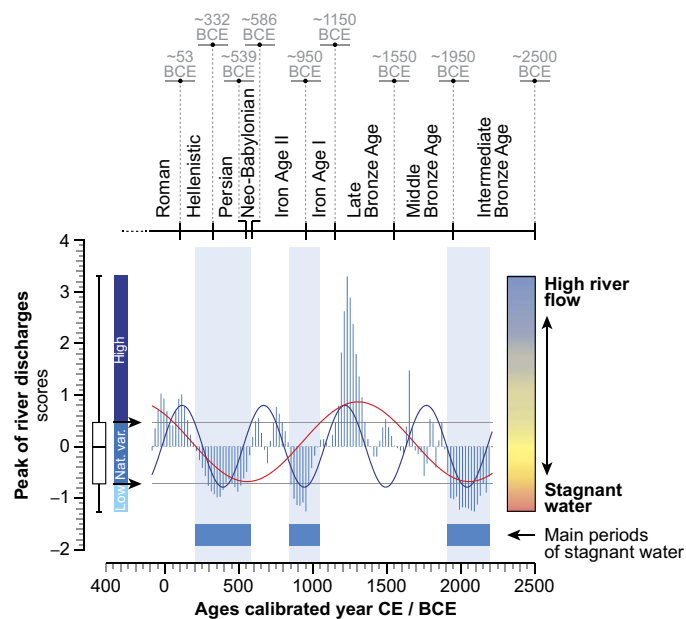 ~332
BCE
~586
BCE
~1150
BCE
~53
BCE
~539
BCE
~950
BCE
~1550
BCE
~1950
BCE
~2500
BCE
Roman
Hellenistic
Persian
Neo-Babylonian
Iron Age II
Iron Age I
Late
Bronze Age
Middle
Bronze Age
Intermediate
Bronze Age
Peak of river discharges
scores
4
3
2
1
0
–1
–2
High
Nat. var.
Low
High river
flow
Stagnant
water
Main periods
of stagnant water
400 0 500 1000 1500 2000 2500
Ages calibrated year CE / BCE